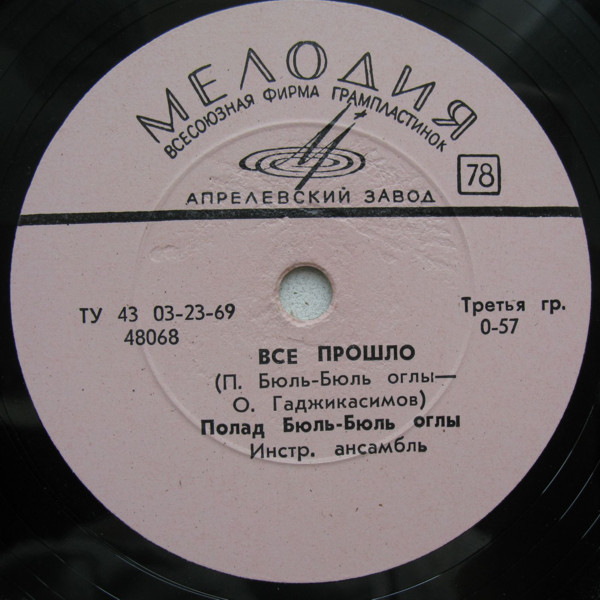 МЕЛОДИЯ
ВСЕСОЮЗНАЯ ФИРМА ГРАМПЛАСТИНОК
78
АПРЕЛЕВСКИЙ ЗАВОД
ТУ 43 03-23-69
48068
Третья гр.
0-57
ВСЕ ПРОШЛО
(П. Бюль-Бюль оглы—
О. Гаджикасимов)
Полад Бюль-Бюль оглы
Инстр. ансамбль